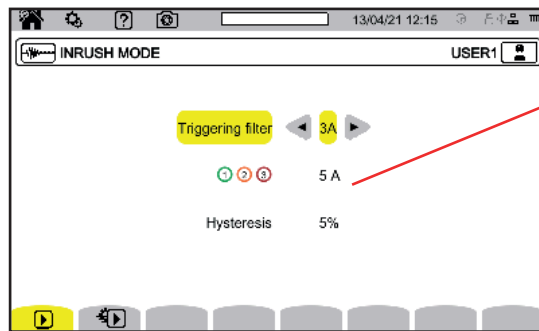 ? 13/04/21 12:15
INRUSH MODE USER1
Triggering filter 3A
1 2 3 5 A
Hysteresis 5%